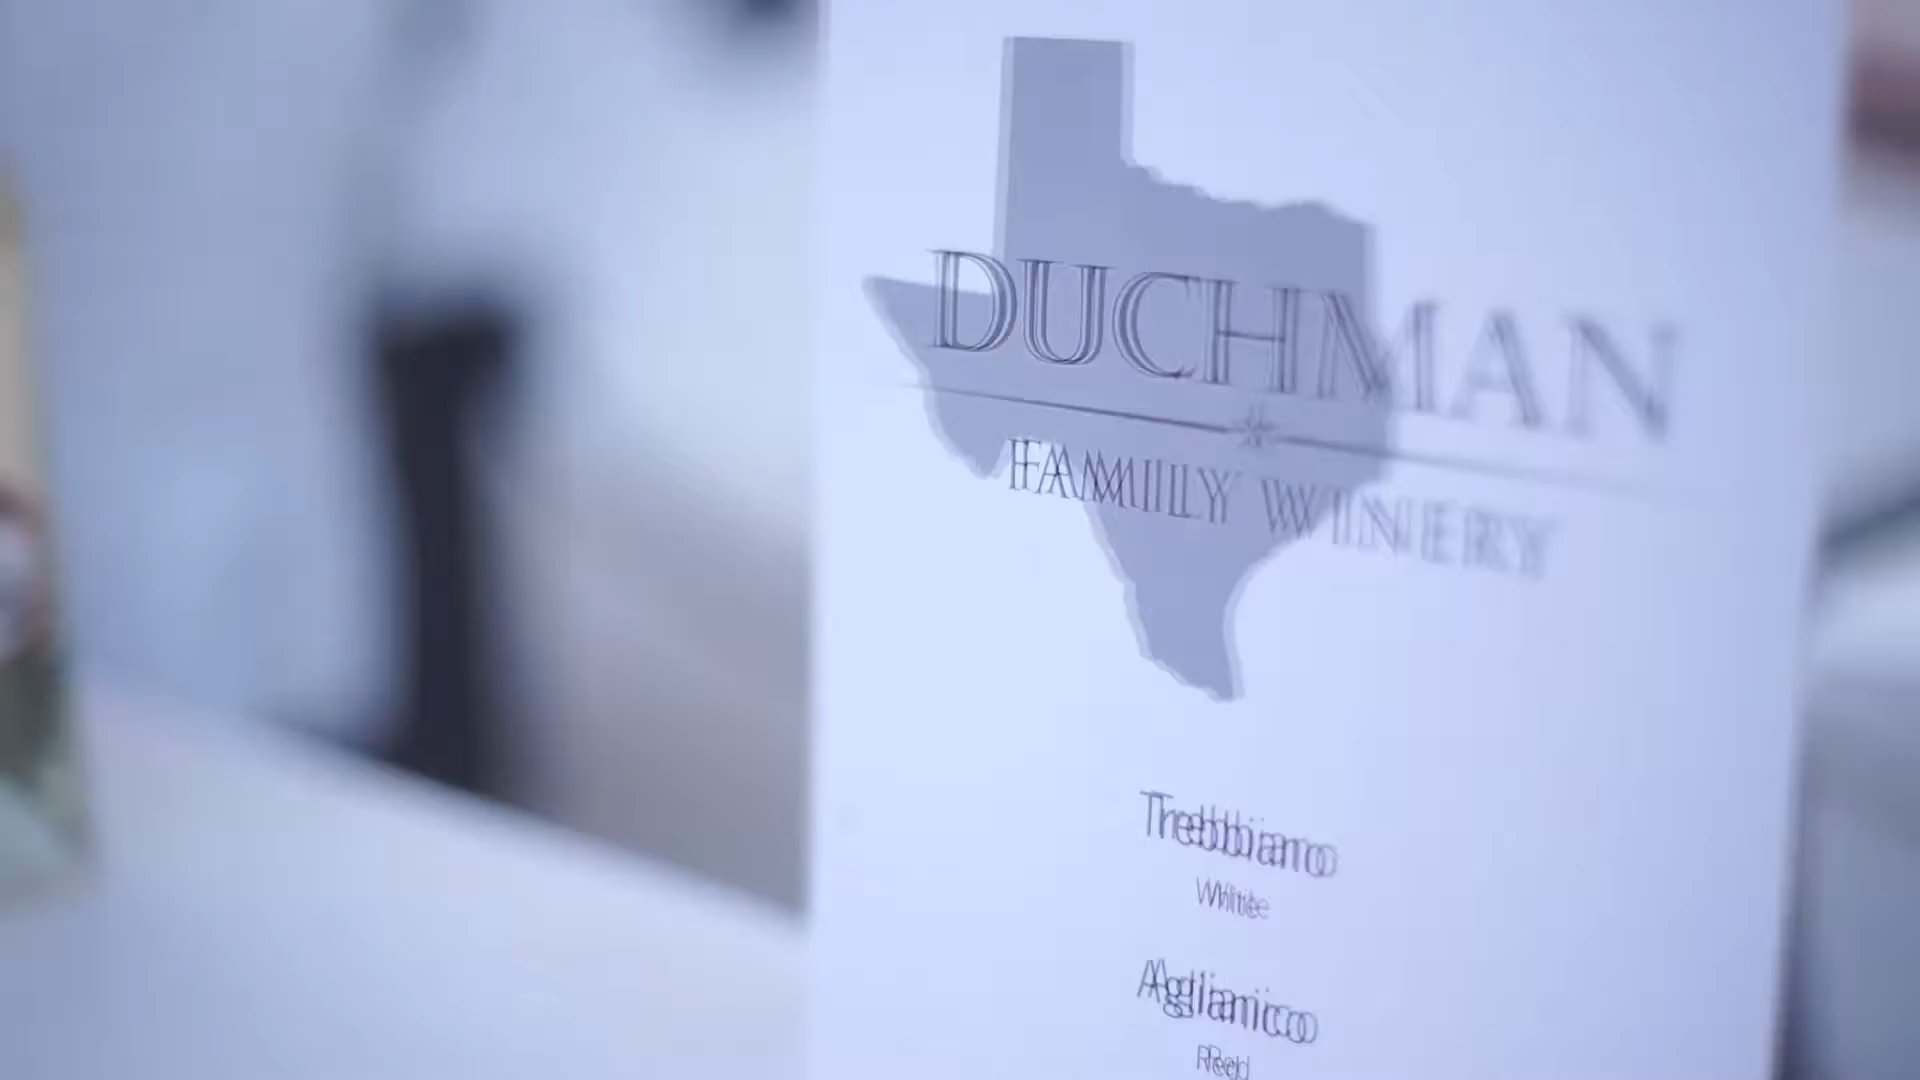 DUCHMAN
FAMILY WINERY
Trebbiano
White
Aglianico
Red